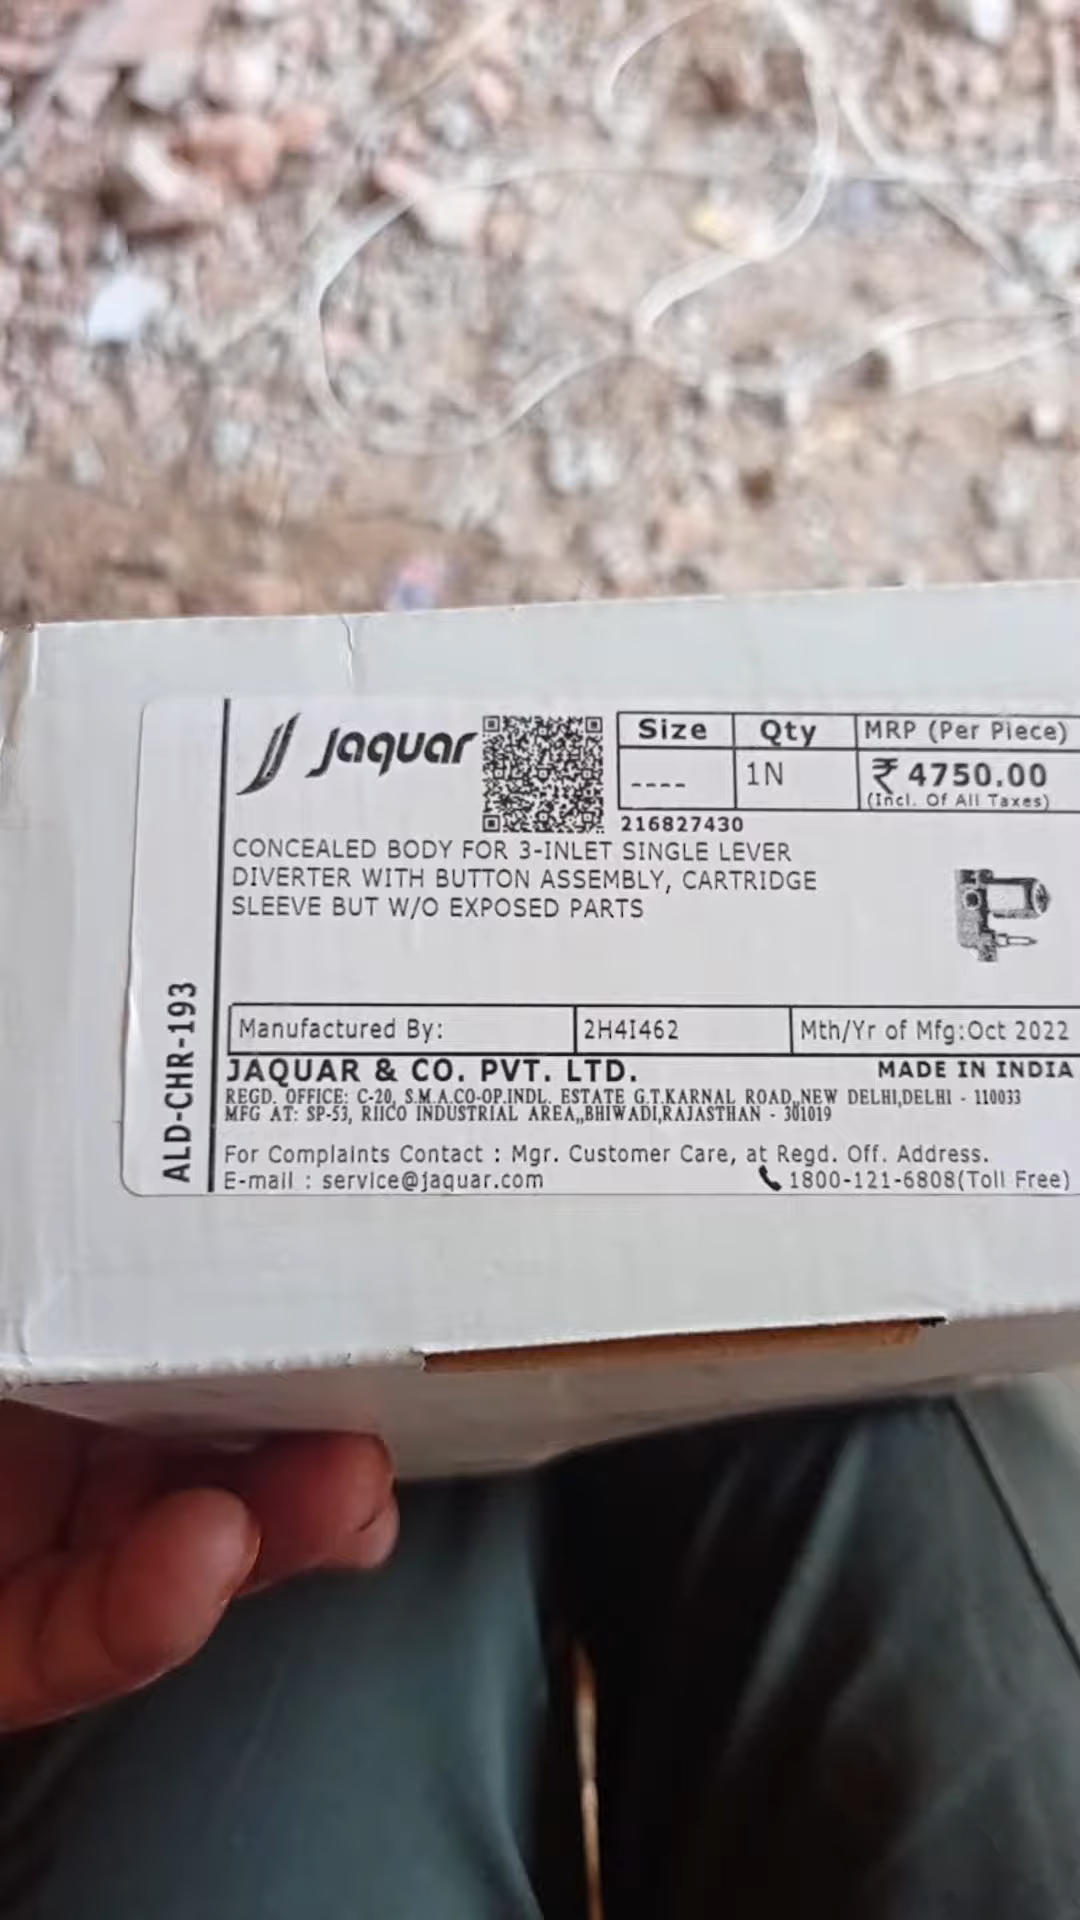 Jaquar
Size Qty MRP (Per Piece)
---- 1N ₹ 4750.00
(Incl. Of All Taxes)
216827430
CONCEALED BODY FOR 3-INLET SINGLE LEVER
DIVERTER WITH BUTTON ASSEMBLY, CARTRIDGE
SLEEVE BUT W/O EXPOSED PARTS
ALD-CHR-193
Manufactured By: 2H4I462 Mth/Yr of Mfg:Oct 2022
JAQUAR & CO. PVT. LTD. MADE IN INDIA
REGD. OFFICE: C-20, S.M.A.CO-OP.INDL. ESTATE G.T.KARNAL ROAD,,NEW DELHI,DELHI - 110033
MFG AT: SP-53, RIICO INDUSTRIAL AREA,,BHIWADI,RAJASTHAN - 301019
For Complaints Contact : Mgr. Customer Care, at Regd. Off. Address.
E-mail : service@jaquar.com 1800-121-6808(Toll Free)